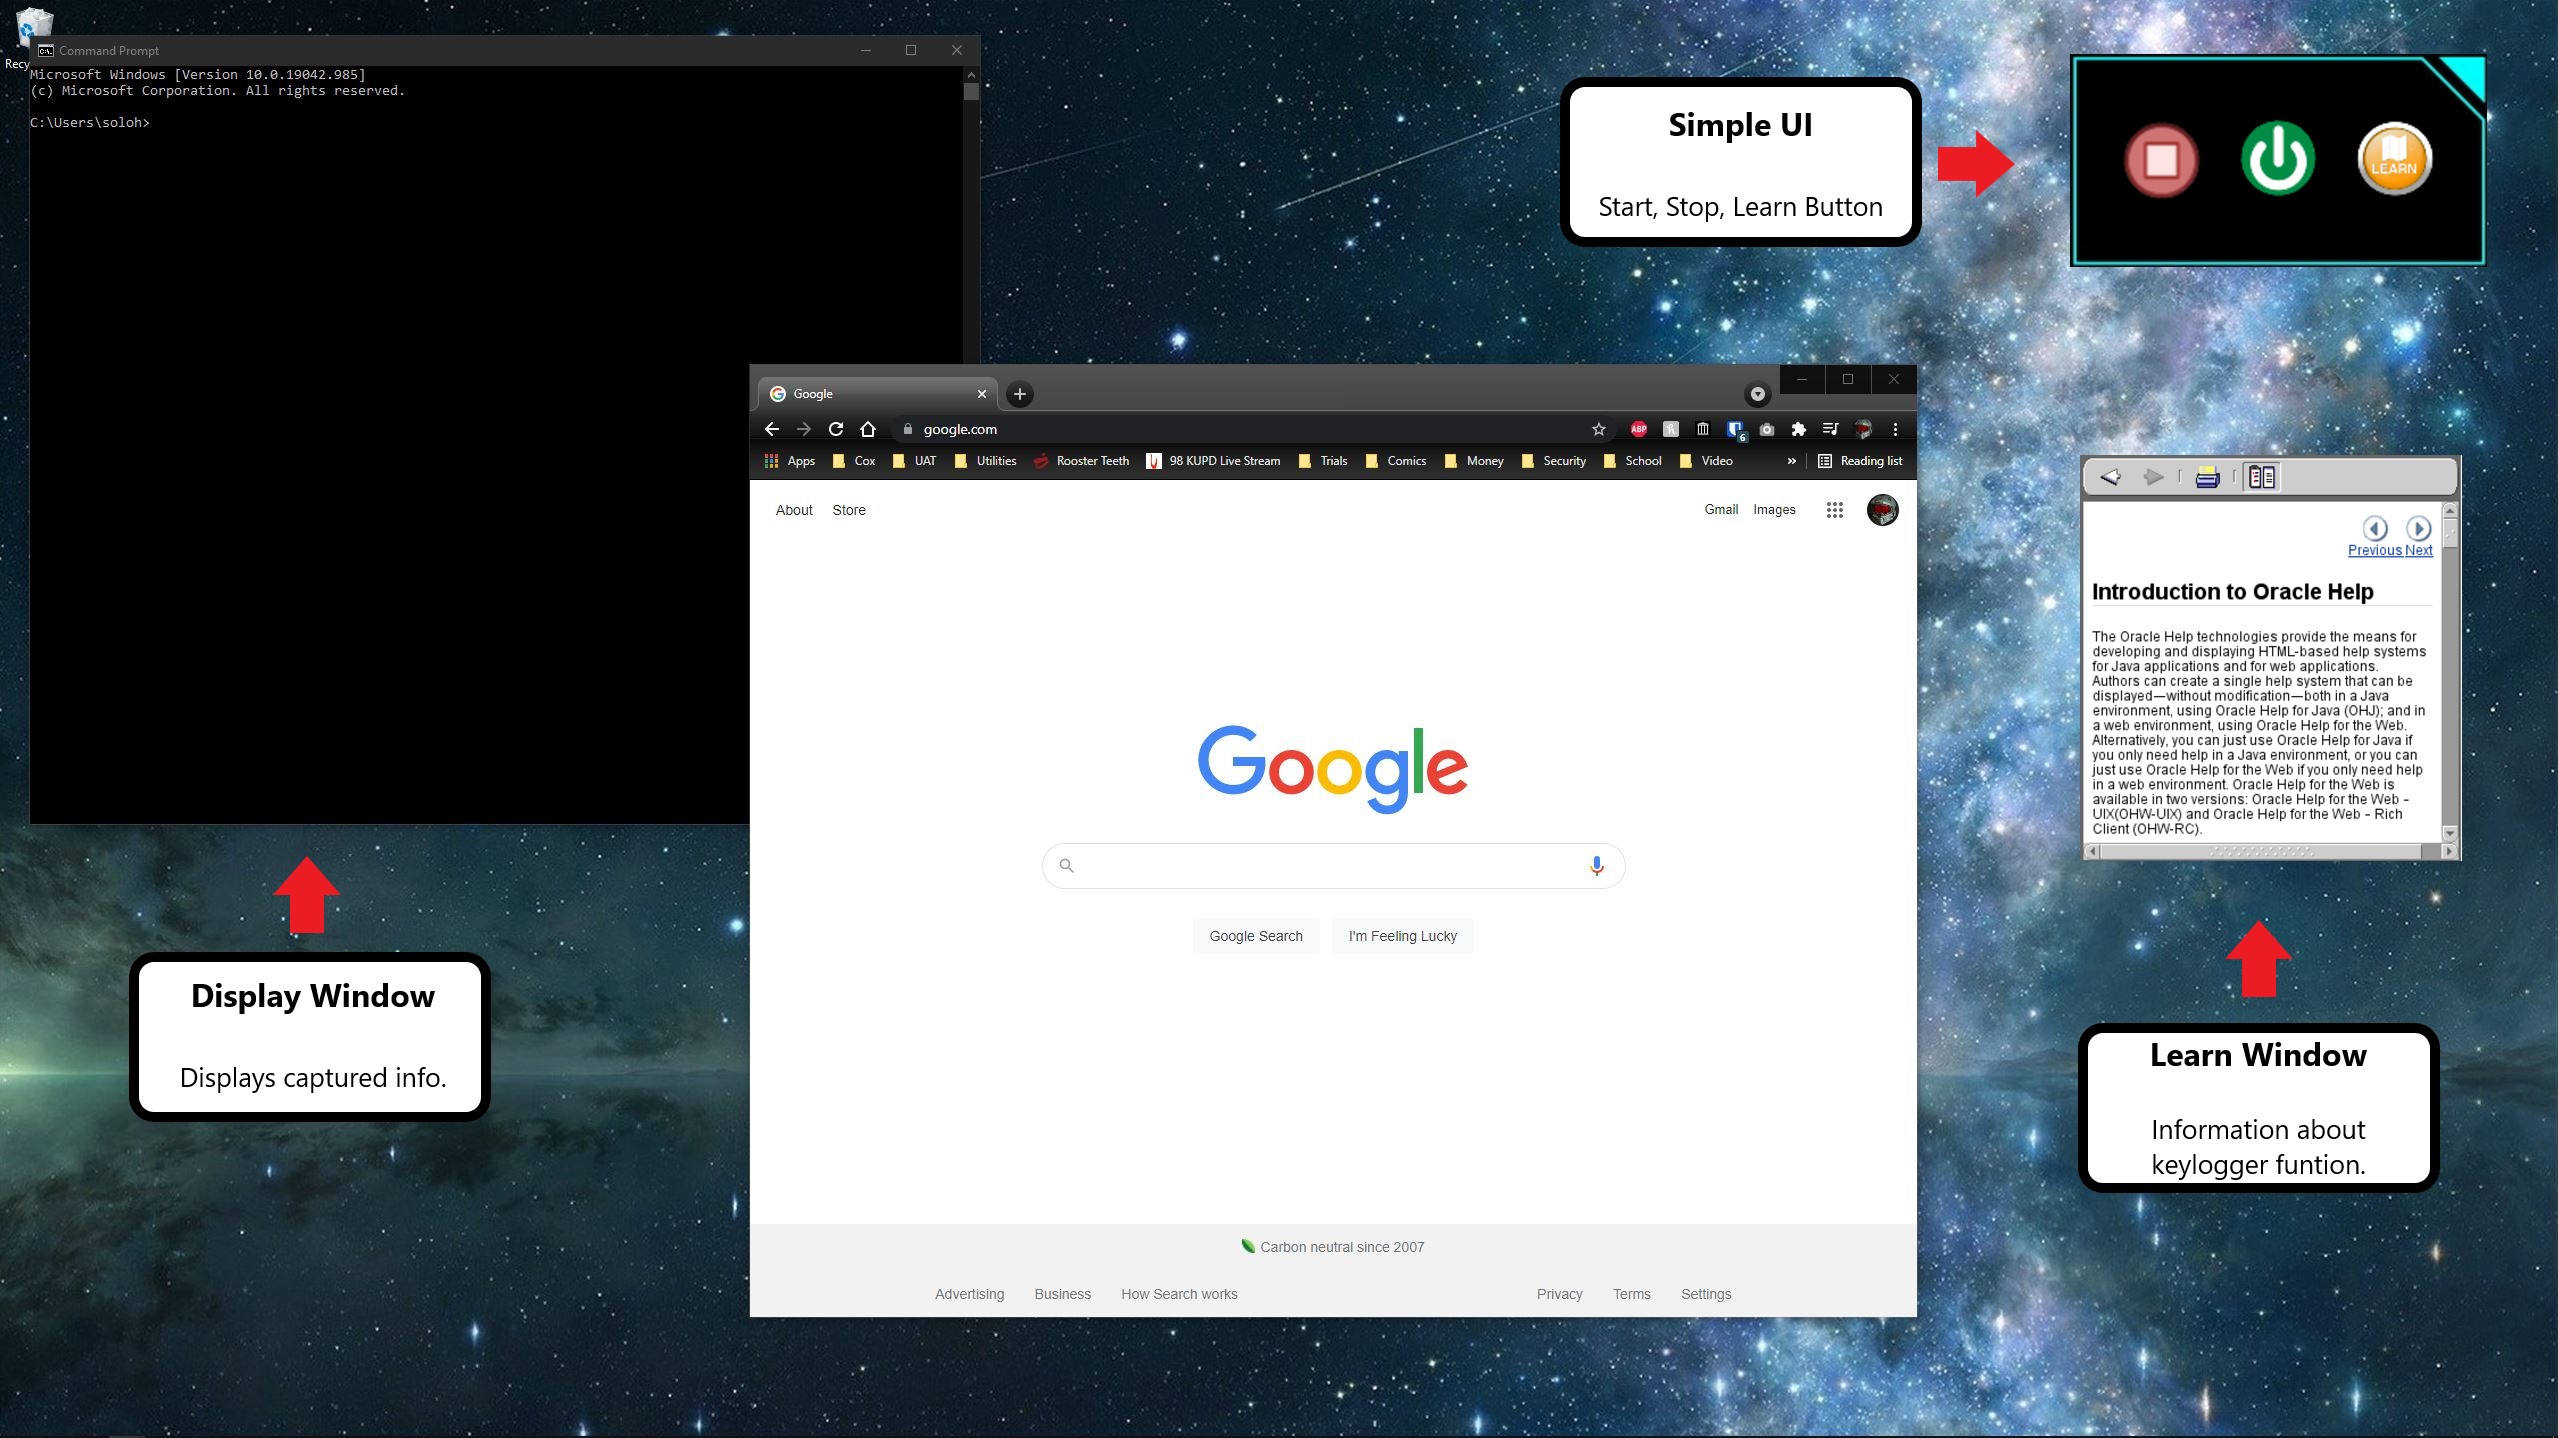 Recy
Command Prompt
Microsoft Windows [Version 10.0.19042.985]
(c) Microsoft Corporation. All rights reserved.
C:\Users\soloh>
Simple UI
Start, Stop, Learn Button
LEARN
Google
google.com
ABP
6
Apps Cox UAT Utilities Rooster Teeth 98 KUPD Live Stream Trials Comics Money Security School Video » Reading list
About Store
Gmail Images
Google
Google Search I'm Feeling Lucky
Carbon neutral since 2007
Advertising Business How Search works
Privacy Terms Settings
Previous Next
Introduction to Oracle Help
The Oracle Help technologies provide the means for
developing and displaying HTML-based help systems
for Java applications and for web applications.
Authors can create a single help system that can be
displayed—without modification—both in a Java
environment, using Oracle Help for Java (OHJ); and in
a web environment, using Oracle Help for the Web.
Alternatively, you can just use Oracle Help for Java if
you only need help in a Java environment, or you can
just use Oracle Help for the Web if you only need help
in a web environment. Oracle Help for the Web is
available in two versions: Oracle Help for the Web -
UIX(OHW-UIX) and Oracle Help for the Web - Rich
Client (OHW-RC).
Display Window
Displays captured info.
Learn Window
Information about
keylogger funtion.